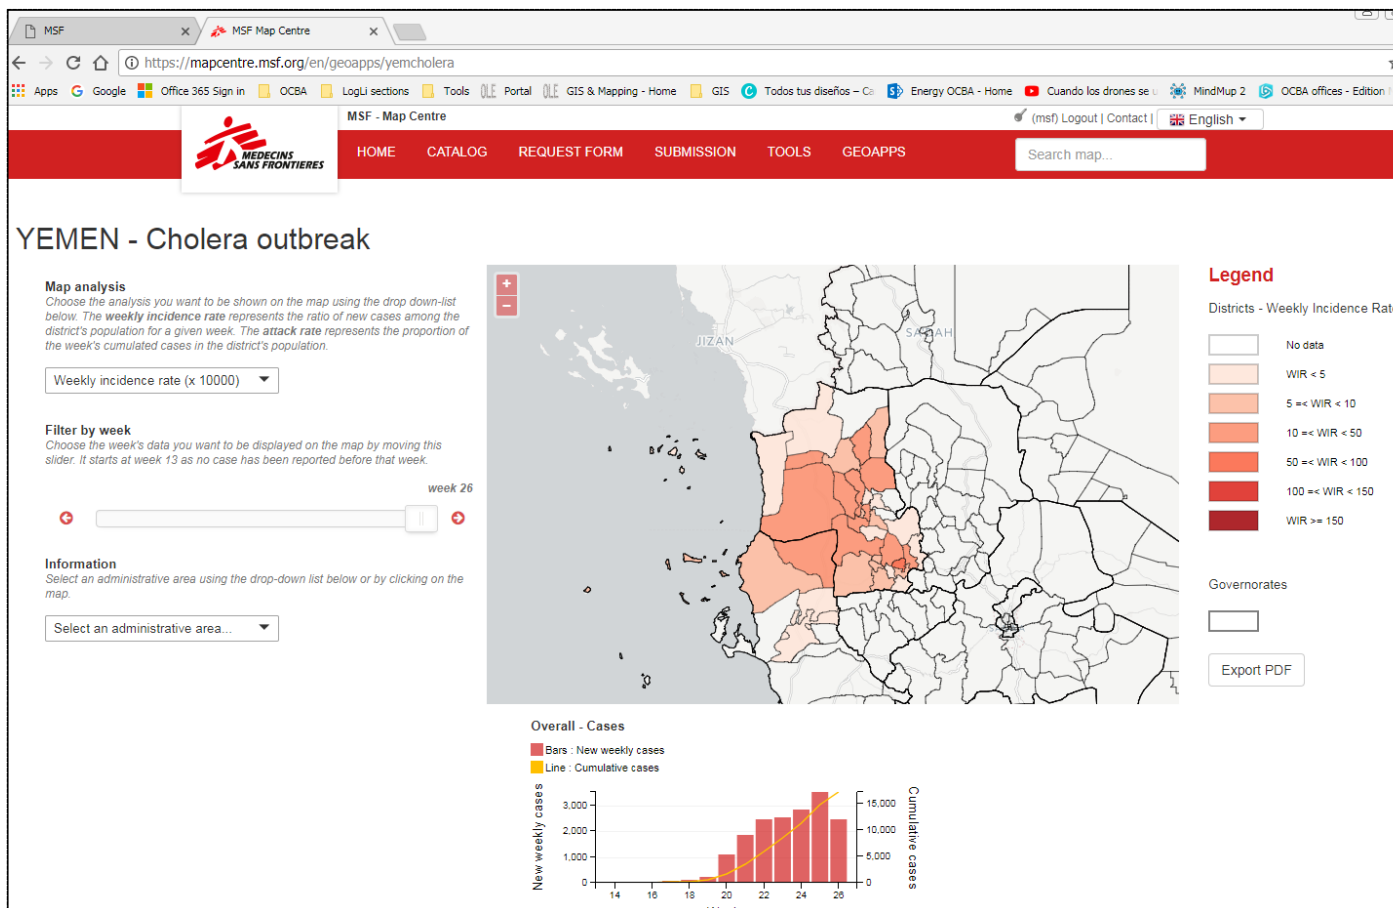 MSF
MSF Map Centre
https://mapcentre.msf.org/en/geoapps/yemcholera
Apps Google Office 365 Sign in OCBA LogLi sections Tools Portal GIS & Mapping - Home GIS Todos tus diseños – Ca Energy OCBA - Home Cuando los drones se u MindMup 2 OCBA offices - Edition
MSF - Map Centre
(msf) Logout | Contact | English
MEDECINS
SANS FRONTIERES
HOME CATALOG REQUEST FORM SUBMISSION TOOLS GEOAPPS
Search map...
YEMEN - Cholera outbreak
Map analysis
Choose the analysis you want to be shown on the map using the drop down-list
below. The weekly incidence rate represents the ratio of new cases among the
district's population for a given week. The attack rate represents the proportion of
the week's cumulated cases in the district's population.
Weekly incidence rate (x 10000)
Filter by week
Choose the week's data you want to be displayed on the map by moving this
slider. It starts at week 13 as no case has been reported before that week.
week 26
Information
Select an administrative area using the drop-down list below or by clicking on the
map.
Select an administrative area...
+
−
JIZAN
Legend
Districts - Weekly Incidence Rate
No data
WIR < 5
5 =< WIR < 10
10 =< WIR < 50
50 =< WIR < 100
100 =< WIR < 150
WIR >= 150
Governorates
Export PDF
Overall - Cases
Bars : New weekly cases
Line : Cumulative cases
New weekly cases
3,000
2,000
1,000
0
15,000
10,000
5,000
0
Cumulative cases
14 16 18 20 22 24 26